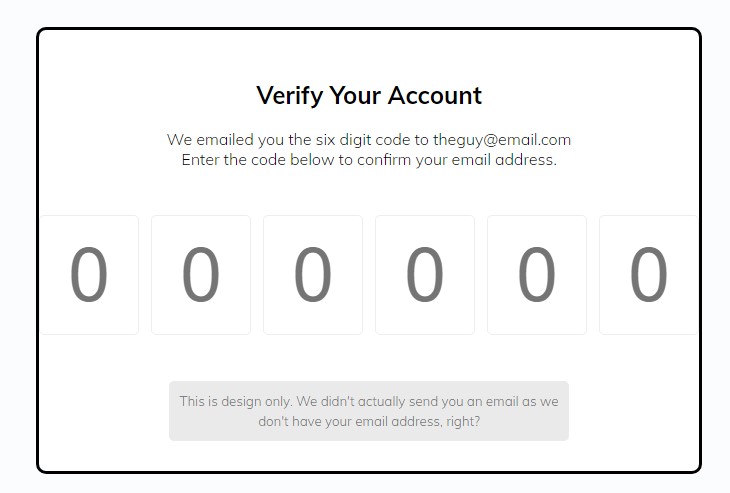 Verify Your Account
We emailed you the six digit code to theguy@email.com
Enter the code below to confirm your email address.
0 0 0 0 0 0
This is design only. We didn't actually send you an email as we
don't have your email address, right?